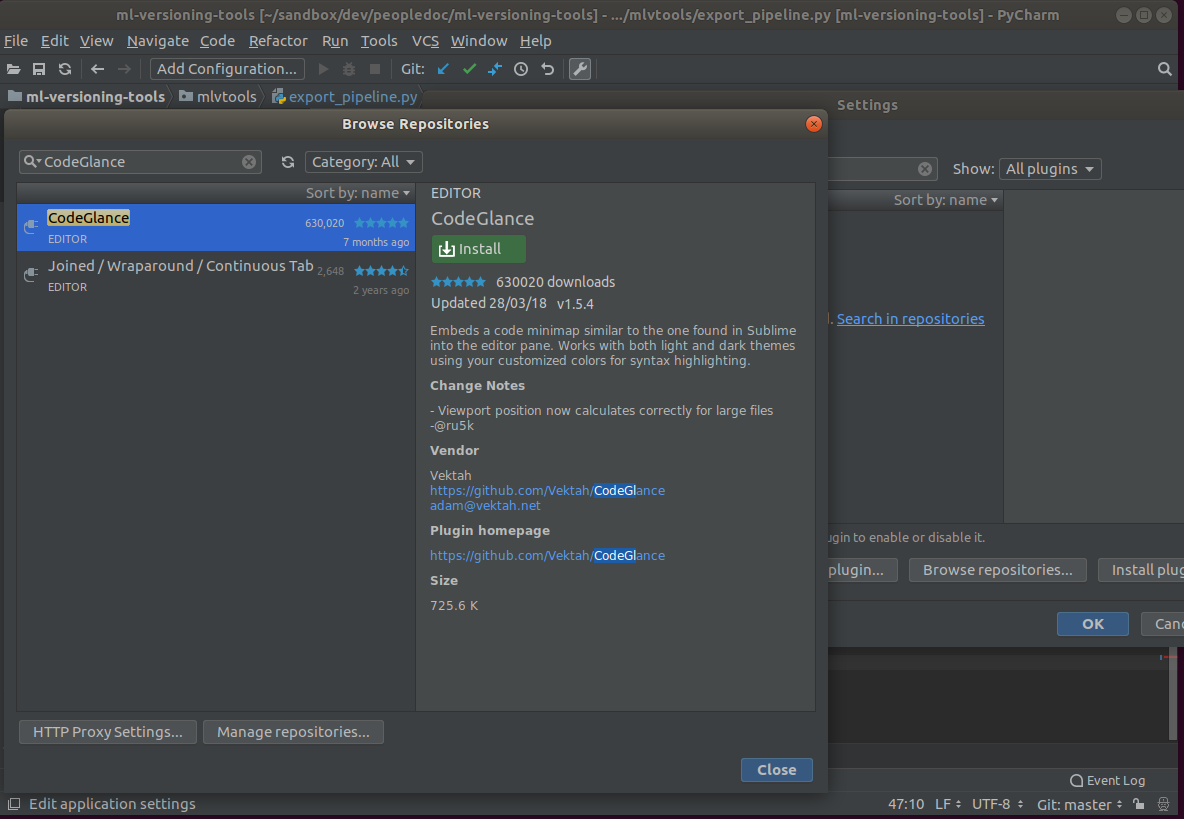 ml-versioning-tools [~/sandbox/dev/peopledoc/ml-versioning-tools] - .../mlvtools/export_pipeline.py [ml-versioning-tools] - PyCharm
File Edit View Navigate Code Refactor Run Tools VCS Window Help
Add Configuration... Git:
ml-versioning-tools mlvtools export_pipeline.py
Settings
Browse Repositories
CodeGlance Category: All
Show: All plugins
Sort by: name
Sort by: name
CodeGlance 630,020
EDITOR 7 months ago
Joined / Wraparound / Continuous Tab 2,648
EDITOR 2 years ago
EDITOR
CodeGlance
Install
630020 downloads
Updated 28/03/18 v1.5.4
Embeds a code minimap similar to the one found in Sublime
into the editor pane. Works with both light and dark themes
using your customized colors for syntax highlighting.
Change Notes
- Viewport position now calculates correctly for large files
-@ru5k
Vendor
Vektah
https://github.com/Vektah/CodeGlance
adam@vektah.net
Plugin homepage
https://github.com/Vektah/CodeGlance
Size
725.6 K
Search in repositories
ugin to enable or disable it.
plugin... Browse repositories... Install plug
OK Canc
HTTP Proxy Settings... Manage repositories...
Close
Event Log
Edit application settings 47:10 LF UTF-8 Git: master